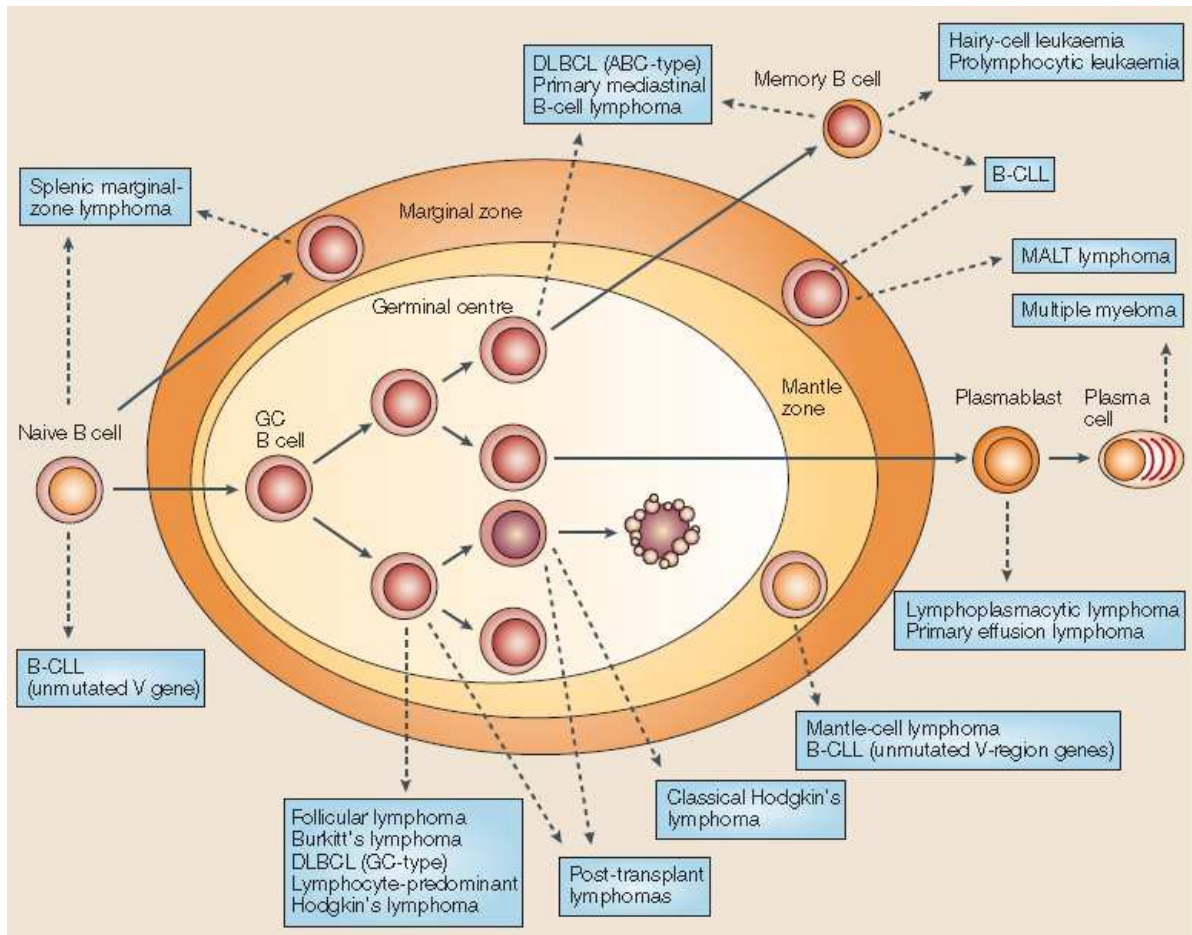 Hairy-cell leukaemia
Prolymphocytic leukaemia
DLBCL (ABC-type)
Primary mediastinal
B-cell lymphoma
Memory B cell
B-CLL
Splenic marginal-
zone lymphoma
Marginal zone
MALT lymphoma
Multiple myeloma
Germinal centre
Mantle
zone
Plasmablast
Plasma
cell
GC
B cell
Naive B cell
Lymphoplasmacytic lymphoma
Primary effusion lymphoma
B-CLL
(unmutated V gene)
Mantle-cell lymphoma
B-CLL (unmutated V-region genes)
Classical Hodgkin's
lymphoma
Follicular lymphoma
Burkitt's lymphoma
DLBCL (GC-type)
Lymphocyte-predominant
Hodgkin's lymphoma
Post-transplant
lymphomas